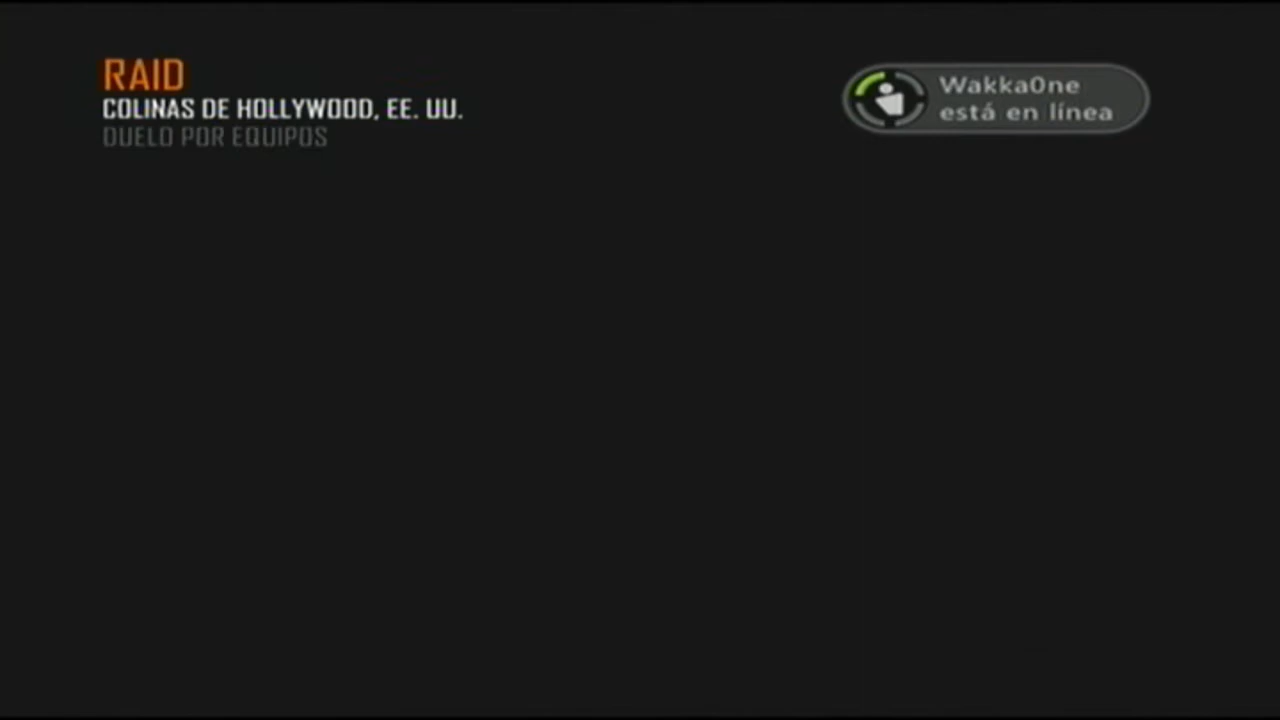 RAID
COLINAS DE HOLLYWOOD, EE. UU.
DUELO POR EQUIPOS
Wakka0ne
está en línea